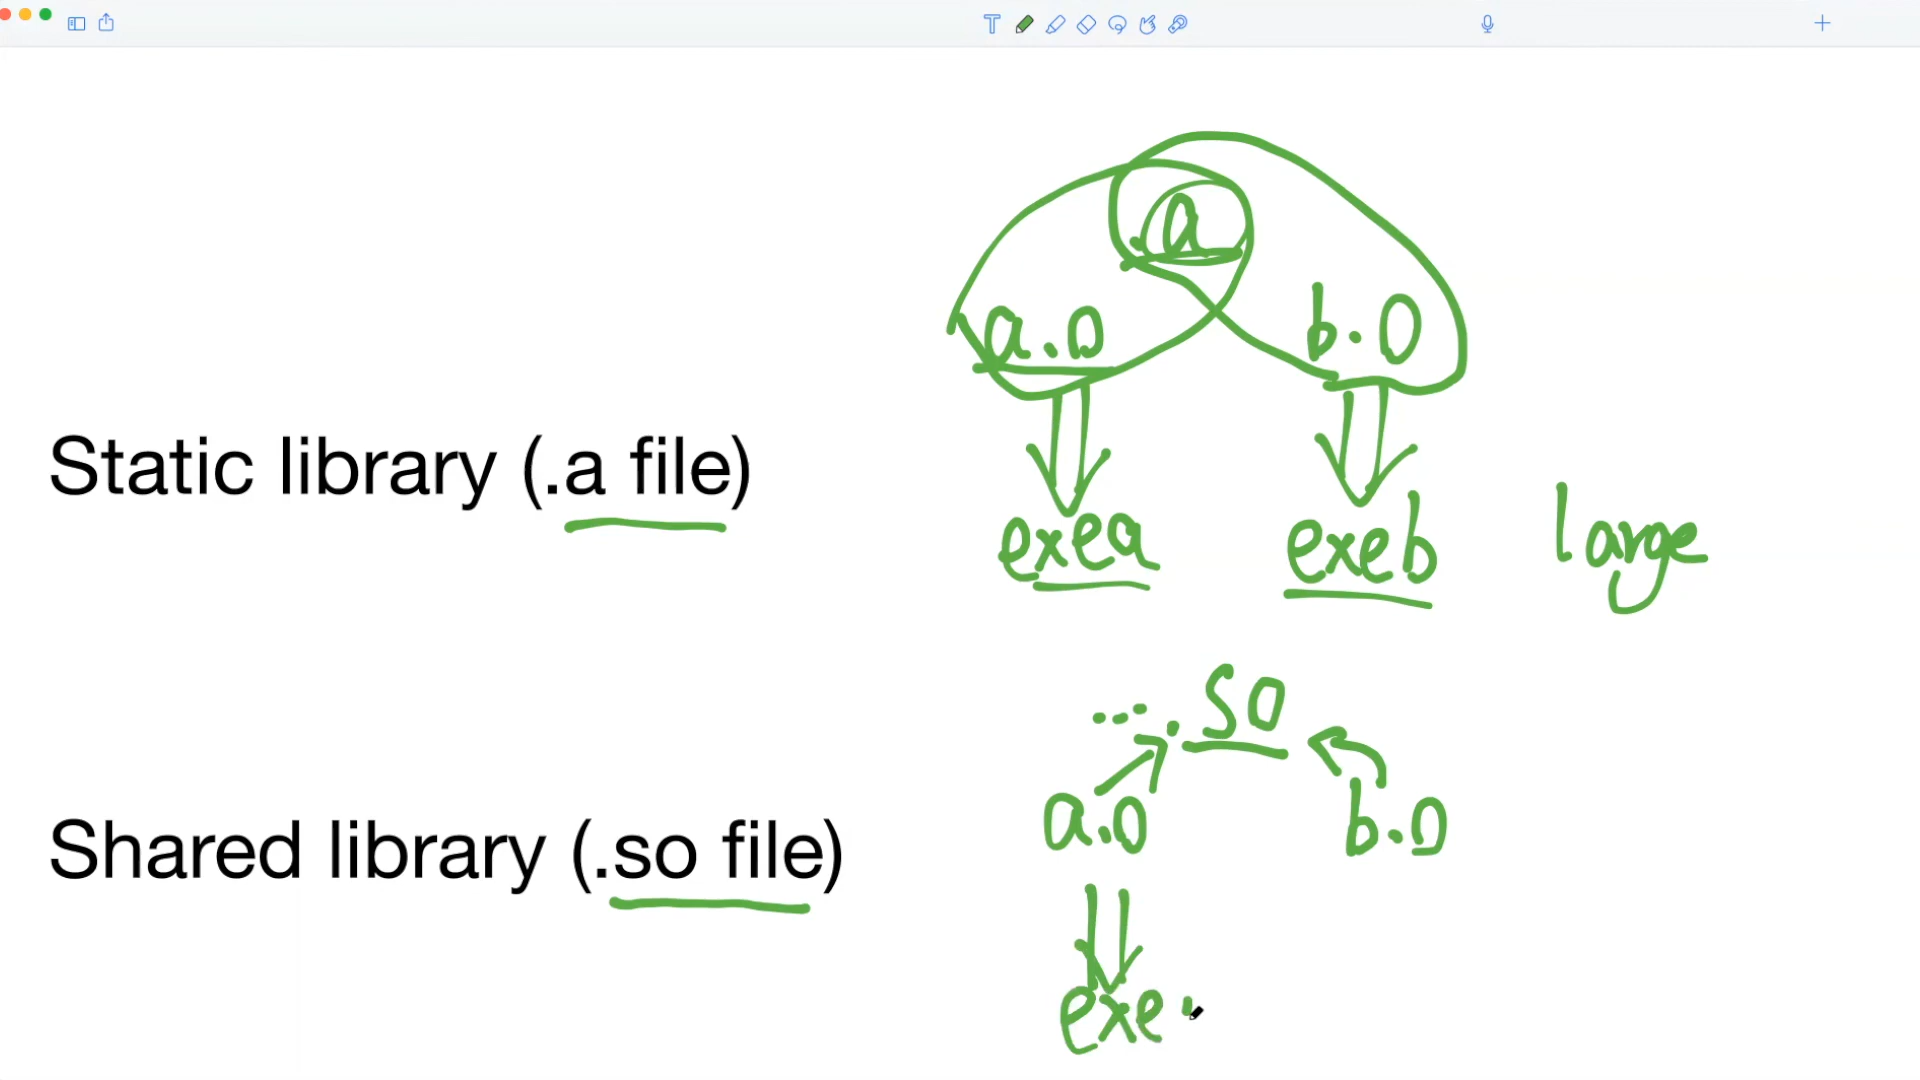 .a
a.o b.o
Static library (.a file)
exea exeb large
... .so
a.o b.o
Shared library (.so file)
exe